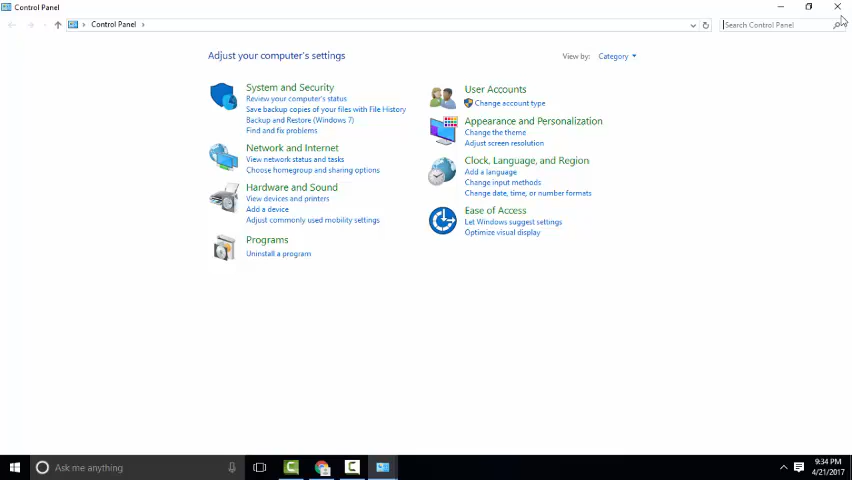 Control Panel
Control Panel
Search Control Panel
Adjust your computer's settings
View by: Category
System and Security
Review your computer's status
Save backup copies of your files with File History
Backup and Restore (Windows 7)
Find and fix problems
Network and Internet
View network status and tasks
Choose homegroup and sharing options
Hardware and Sound
View devices and printers
Add a device
Adjust commonly used mobility settings
Programs
Uninstall a program
User Accounts
Change account type
Appearance and Personalization
Change the theme
Adjust screen resolution
Clock, Language, and Region
Add a language
Change input methods
Change date, time, or number formats
Ease of Access
Let Windows suggest settings
Optimize visual display
Ask me anything
9:34 PM
4/21/2017